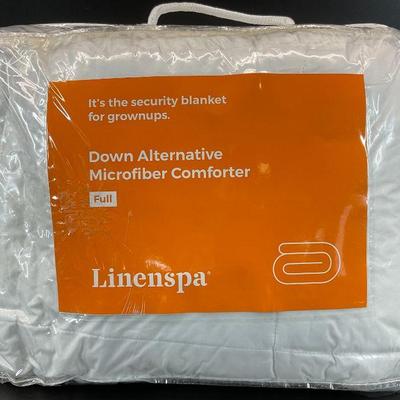 It's the security blanket
for grownups.
Down Alternative
Microfiber Comforter
Full
Linenspa®